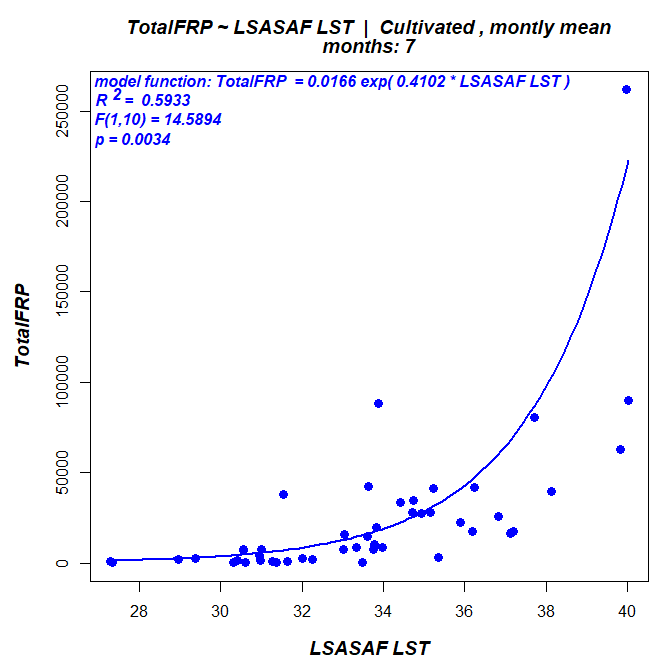 TotalFRP ~ LSASAF LST | Cultivated , montly mean
months: 7
model function: TotalFRP = 0.0166 exp( 0.4102 * LSASAF LST )
R 2 = 0.5933
F(1,10) = 14.5894
p = 0.0034
TotalFRP
250000
200000
150000
100000
50000
0
28 30 32 34 36 38 40
LSASAF LST